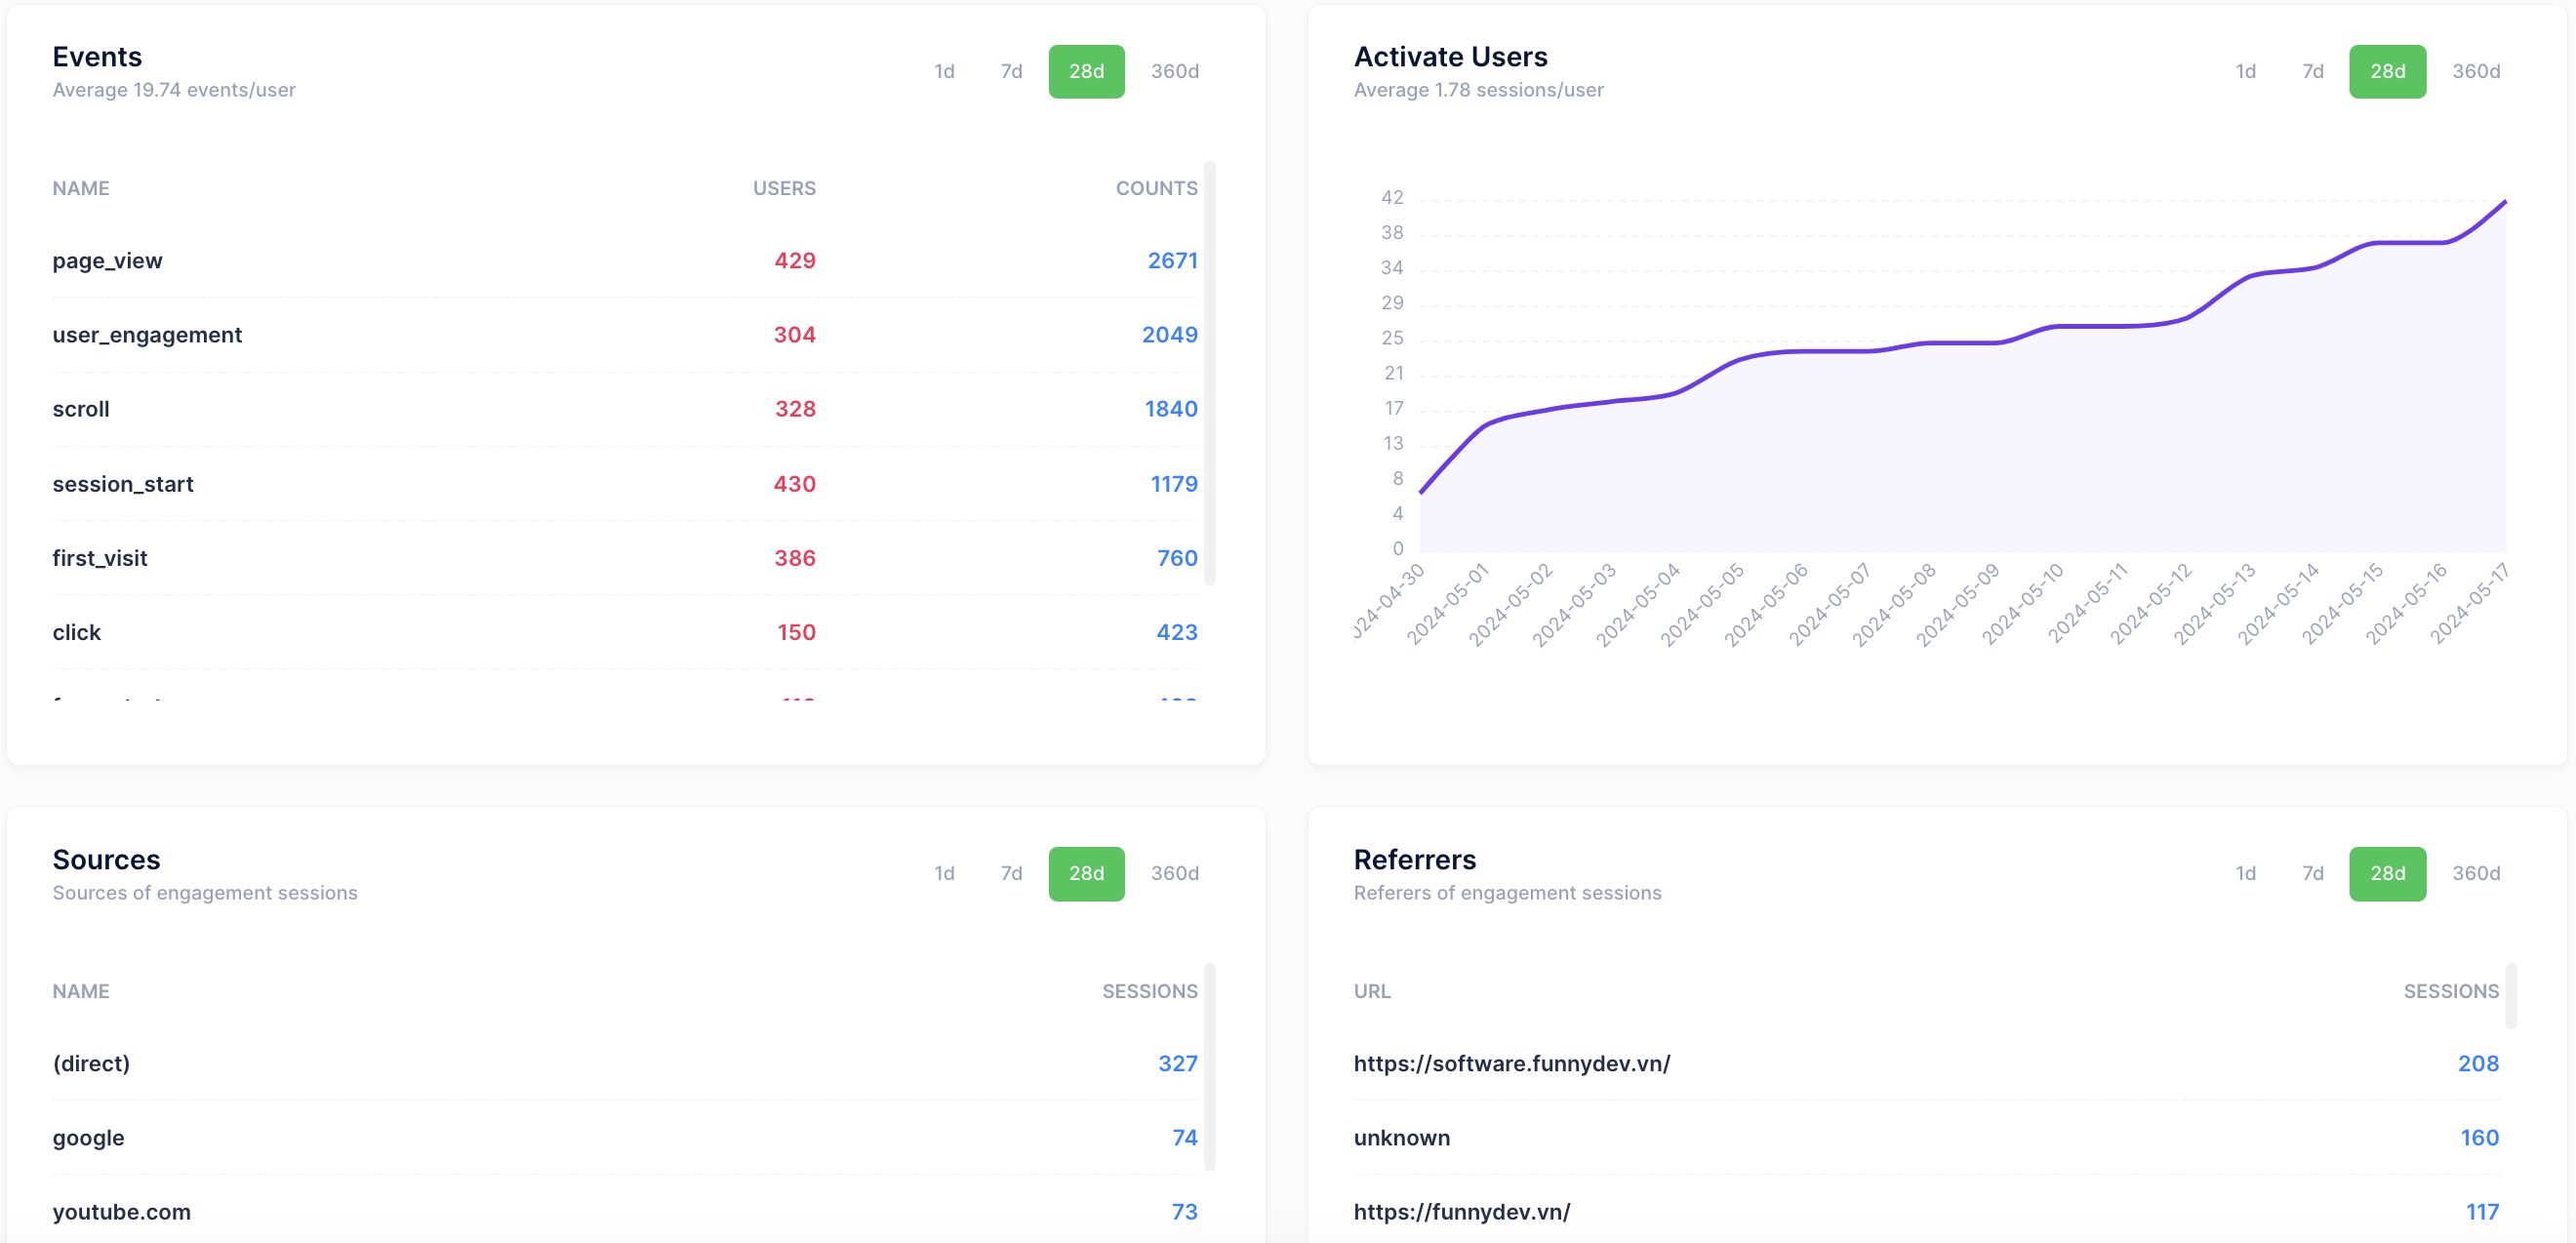 Events
Average 19.74 events/user
1d 7d 28d 360d
NAME USERS COUNTS
page_view 429 2671
user_engagement 304 2049
scroll 328 1840
session_start 430 1179
first_visit 386 760
click 150 423
Activate Users
Average 1.78 sessions/user
1d 7d 28d 360d
42
38
34
29
25
21
17
13
8
4
0
24-04-30 2024-05-01 2024-05-02 2024-05-03 2024-05-04 2024-05-05 2024-05-06 2024-05-07 2024-05-08 2024-05-09 2024-05-10 2024-05-11 2024-05-12 2024-05-13 2024-05-14 2024-05-15 2024-05-16 2024-05-17
Sources
Sources of engagement sessions
1d 7d 28d 360d
NAME SESSIONS
(direct) 327
google 74
youtube.com 73
Referrers
Referers of engagement sessions
1d 7d 28d 360d
URL SESSIONS
https://software.funnydev.vn/ 208
unknown 160
https://funnydev.vn/ 117